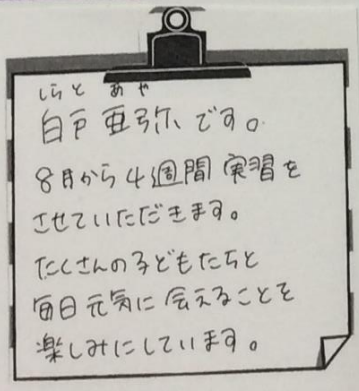 しらと あや
白戸 亜弥です。
8月から4週間実習を
させていただきます。
たくさんの子どもたちと
毎日元気に会えることを
楽しみにしています。